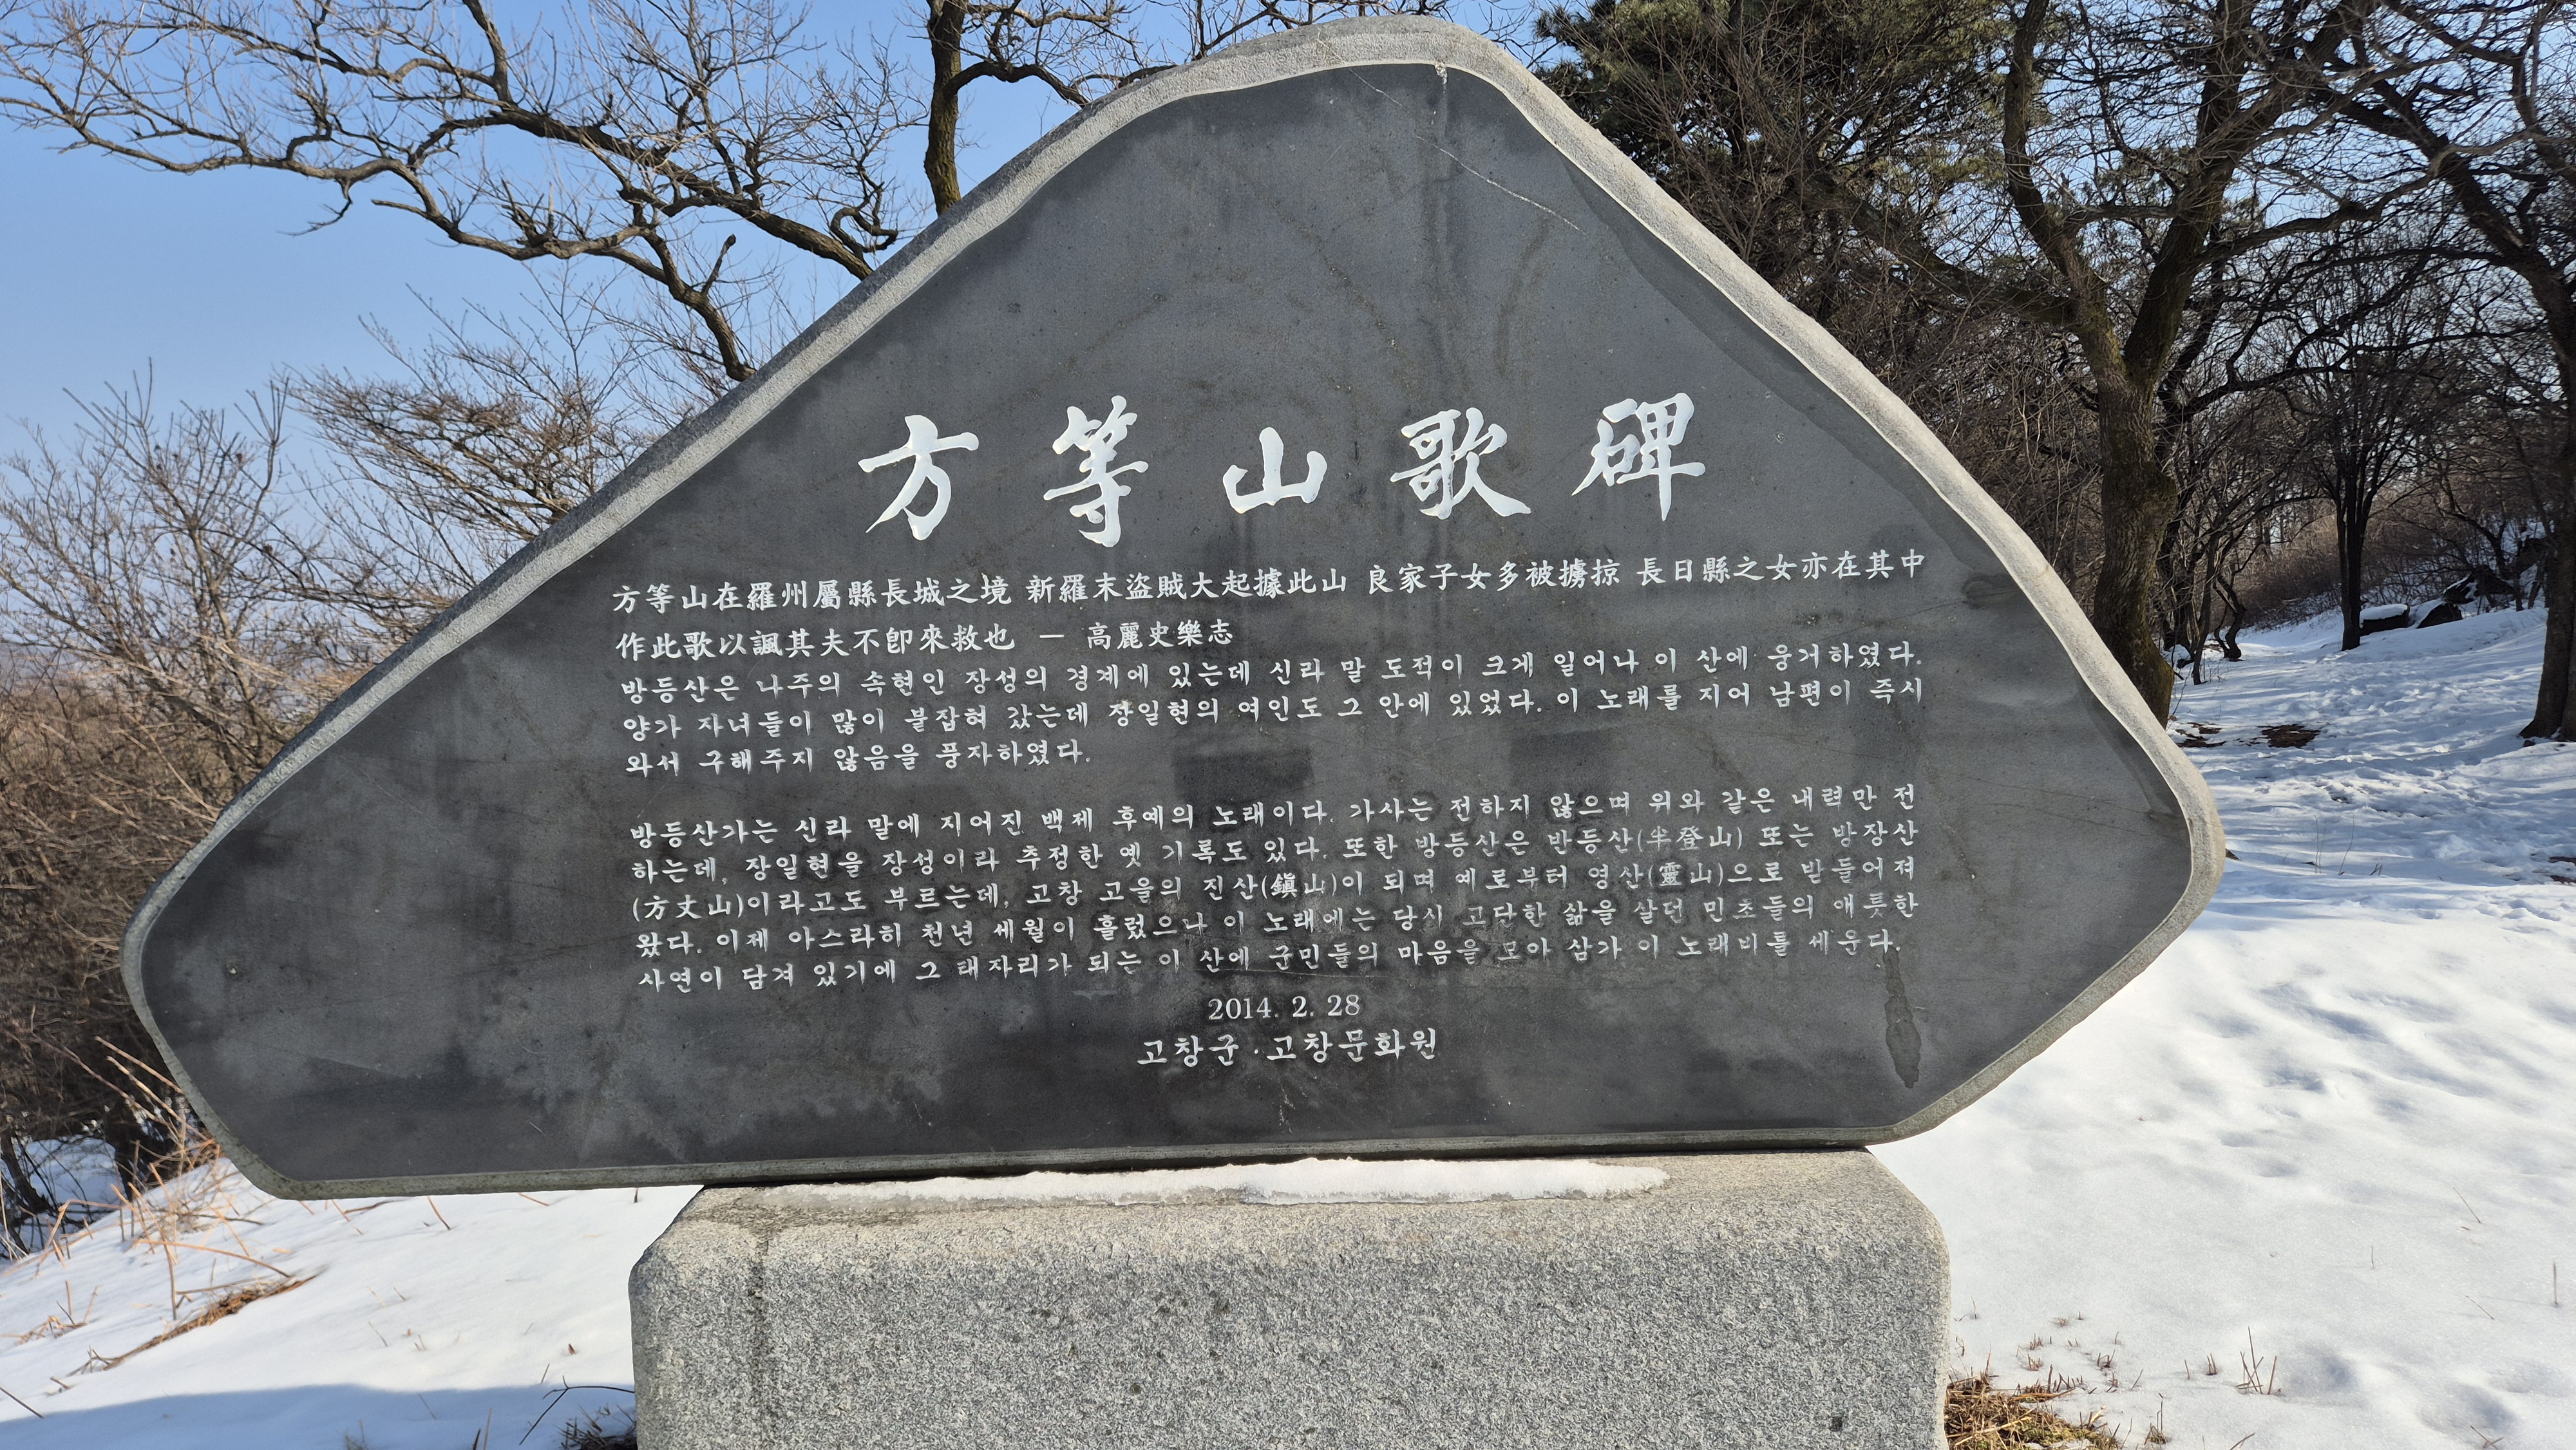 方等山歌碑
方等山在羅州屬縣長城之境 新羅末盜賊大起據此山 良家子女多被擄掠 長日縣之女亦在其中
作此歌以諷其夫不卽來救也 － 高麗史樂志
방등산은 나주의 속현인 장성의 경계에 있는데 신라 말 도적이 크게 일어나 이 산에 웅거하였다.
양가 자녀들이 많이 붙잡혀 갔는데 장일현의 여인도 그 안에 있었다. 이 노래를 지어 남편이 즉시
와서 구해주지 않음을 풍자하였다.
방등산가는 신라 말에 지어진 백제 후예의 노래이다. 가사는 전하지 않으며 위와 같은 내력만 전
하는데, 장일현을 장성이라 추정한 옛 기록도 있다. 또한 방등산은 반등산(半登山) 또는 방장산
(方丈山)이라고도 부르는데, 고창 고을의 진산(鎭山)이 되며 예로부터 영산(靈山)으로 받들어져
왔다. 이제 아스라히 천년 세월이 흘렀으나 이 노래에는 당시 고단한 삶을 살던 민초들의 애틋한
사연이 담겨 있기에 그 태자리가 되는 이 산에 군민들의 마음을 모아 삼가 이 노래비를 세운다.
2014. 2. 28
고창군 · 고창문화원